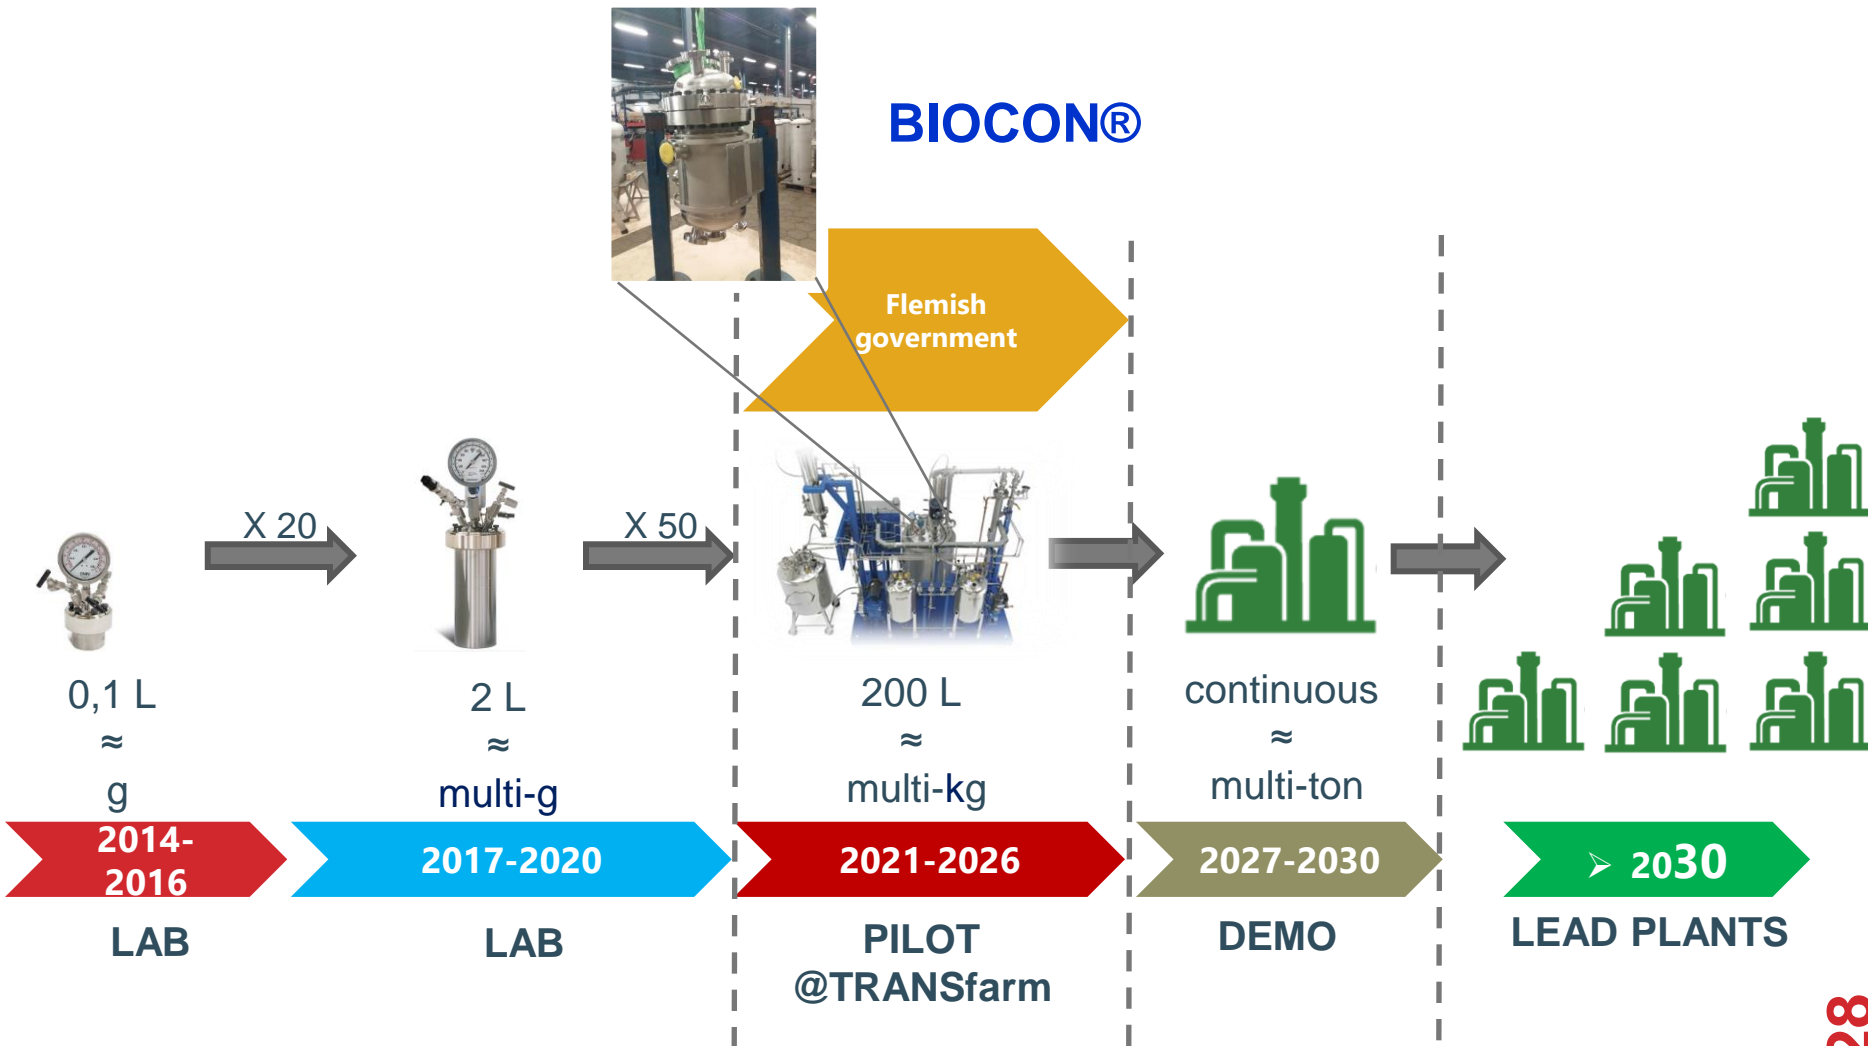 BIOCON®
Flemish
government
X 20
X 50
0,1 L
≈
g
2 L
≈
multi-g
200 L
≈
multi-kg
continuous
≈
multi-ton
2014-
2016
2017-2020
2021-2026
2027-2030
➢ 2030
LAB
LAB
PILOT
@TRANSfarm
DEMO
LEAD PLANTS
28